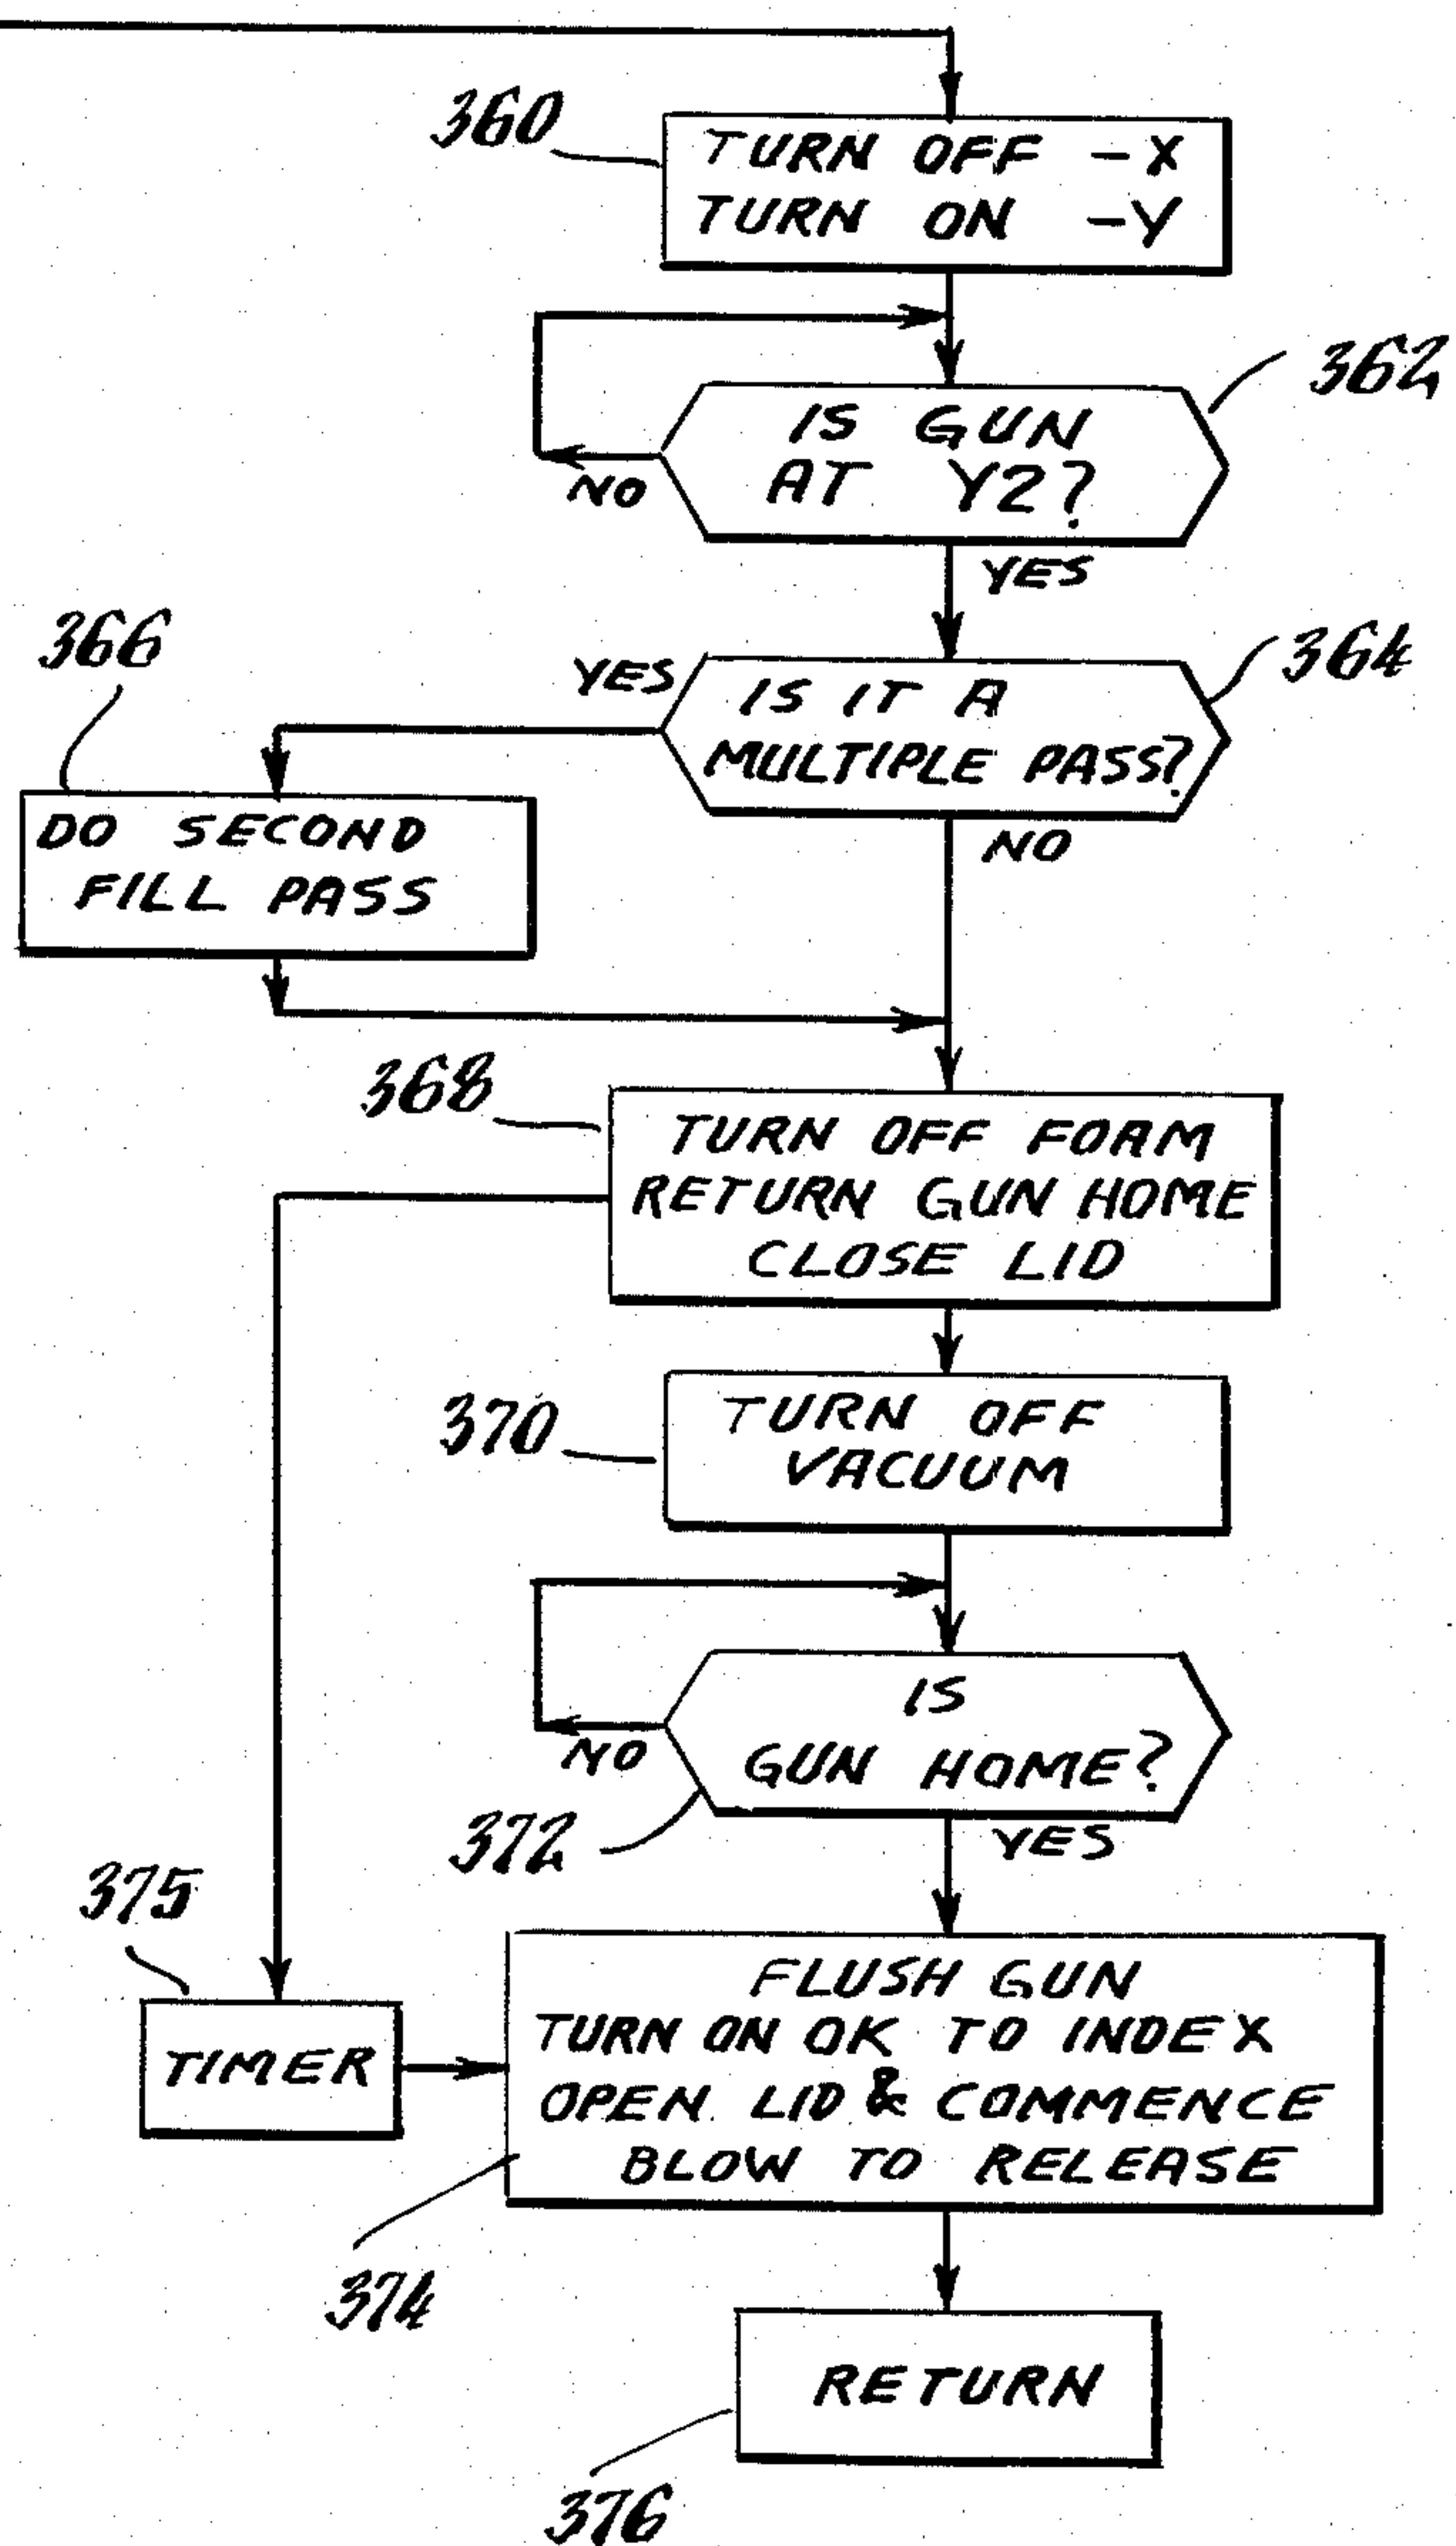 360
TURN OFF -X
TURN ON -Y
362
IS GUN
AT Y2?
NO
YES
366
364
YES
IS IT A
MULTIPLE PASS?
NO
DO SECOND
FILL PASS
368
TURN OFF FOAM
RETURN GUN HOME
CLOSE LID
370
TURN OFF
VACUUM
IS
GUN HOME?
NO
372
YES
375
TIMER
FLUSH GUN
TURN ON OK TO INDEX
OPEN LID & COMMENCE
BLOW TO RELEASE
374
RETURN
376